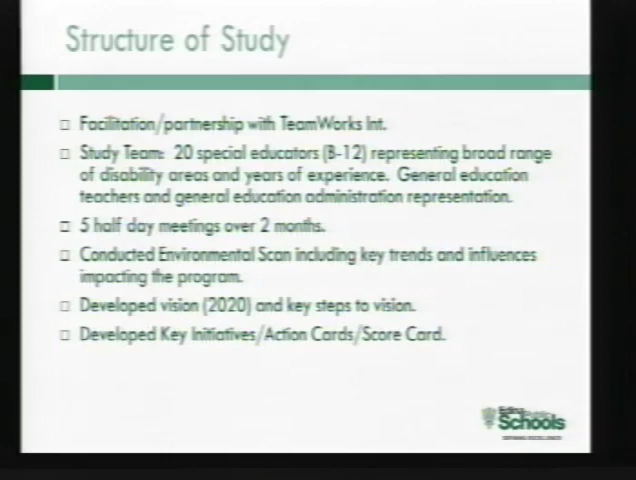 Structure of Study
Facilitation/partnership with TeamWorks Int.
Study Team: 20 special educators (B-12) representing broad range
of disability areas and years of experience. General education
teachers and general education administration representation.
5 half day meetings over 2 months.
Conducted Environmental Scan including key trends and influences
impacting the program.
Developed vision (2020) and key steps to vision.
Developed Key Initiatives/Action Cards/Score Card.
Schools